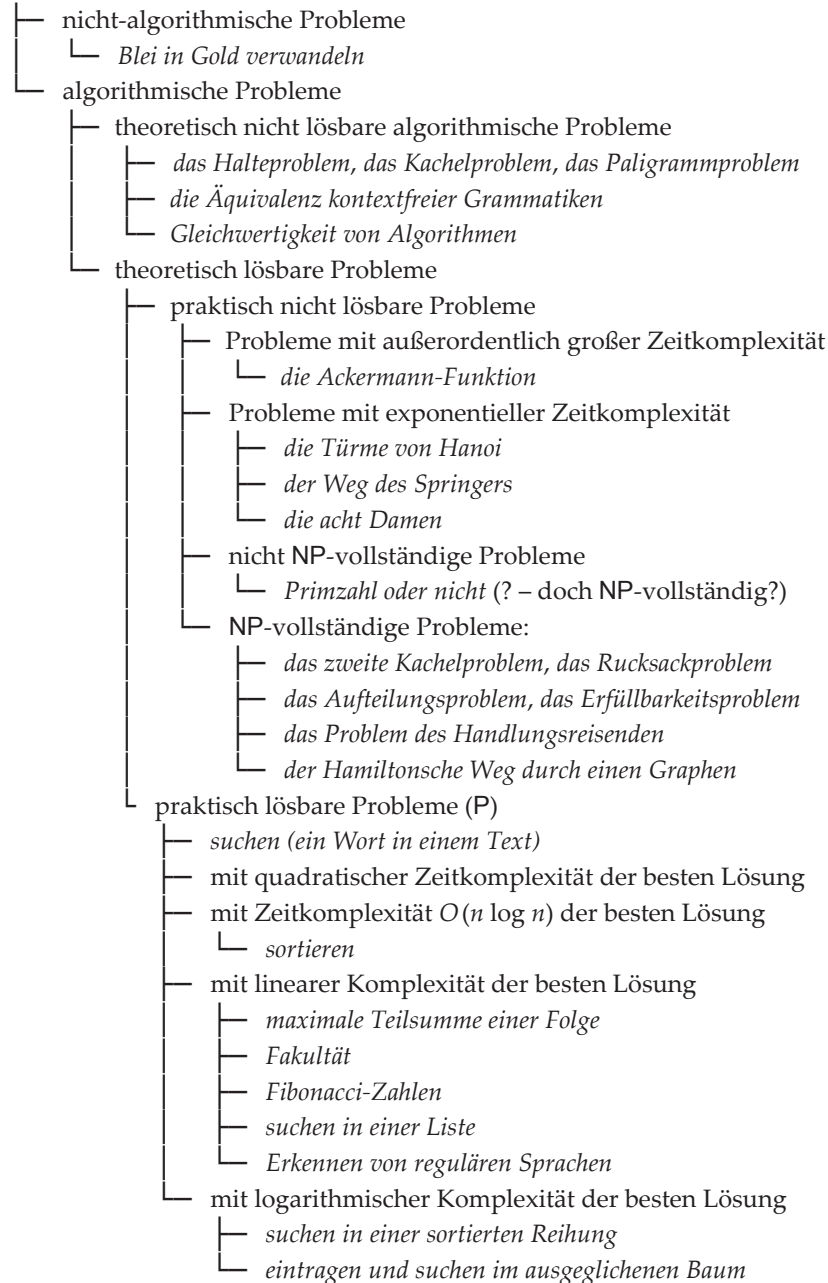 nicht-algorithmische Probleme
Blei in Gold verwandeln
algorithmische Probleme
theoretisch nicht lösbare algorithmische Probleme
das Halteproblem, das Kachelproblem, das Paligrammproblem
die Äquivalenz kontextfreier Grammatiken
Gleichwertigkeit von Algorithmen
theoretisch lösbare Probleme
praktisch nicht lösbare Probleme
Probleme mit außerordentlich großer Zeitkomplexität
die Ackermann-Funktion
Probleme mit exponentieller Zeitkomplexität
die Türme von Hanoi
der Weg des Springers
die acht Damen
nicht NP-vollständige Probleme
Primzahl oder nicht (? – doch NP-vollständig?)
NP-vollständige Probleme:
das zweite Kachelproblem, das Rucksackproblem
das Aufteilungsproblem, das Erfüllbarkeitsproblem
das Problem des Handlungsreisenden
der Hamiltonsche Weg durch einen Graphen
praktisch lösbare Probleme (P)
suchen (ein Wort in einem Text)
mit quadratischer Zeitkomplexität der besten Lösung
mit Zeitkomplexität O(n log n) der besten Lösung
sortieren
mit linearer Komplexität der besten Lösung
maximale Teilsumme einer Folge
Fakultät
Fibonacci-Zahlen
suchen in einer Liste
Erkennen von regulären Sprachen
mit logarithmischer Komplexität der besten Lösung
suchen in einer sortierten Reihung
eintragen und suchen im ausgeglichenen Baum